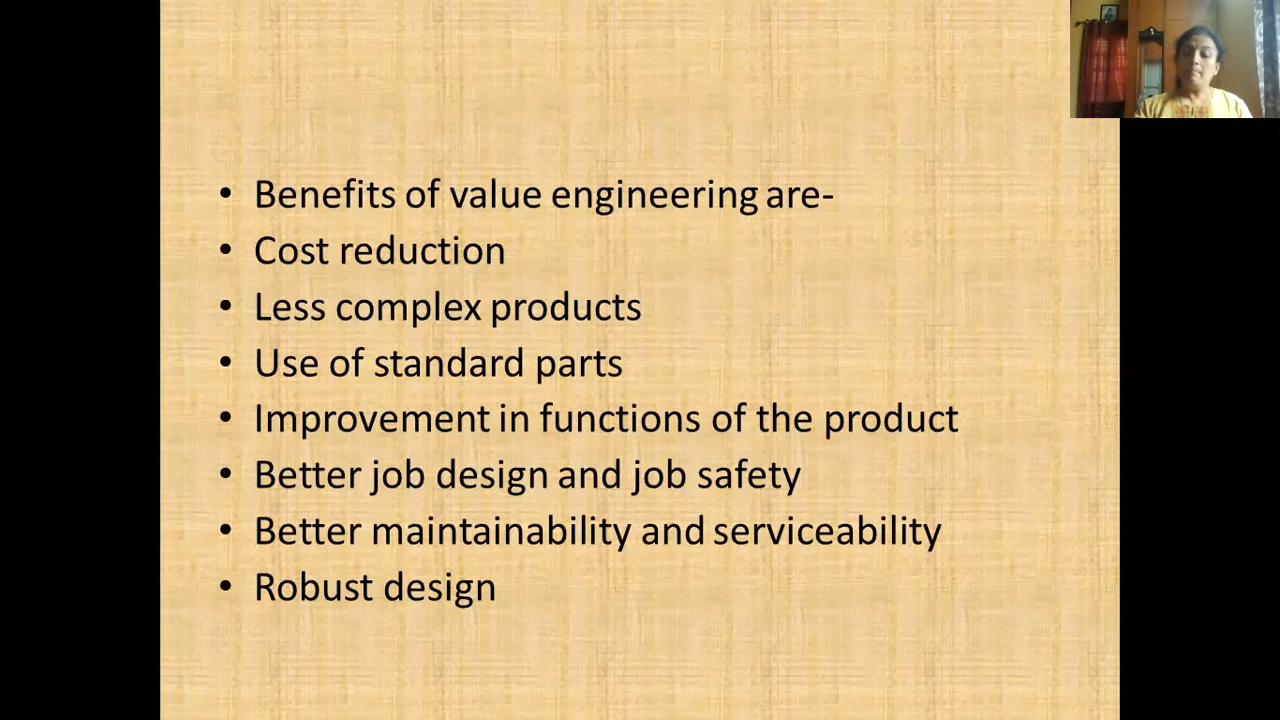 • Benefits of value engineering are-
• Cost reduction
• Less complex products
• Use of standard parts
• Improvement in functions of the product
• Better job design and job safety
• Better maintainability and serviceability
• Robust design